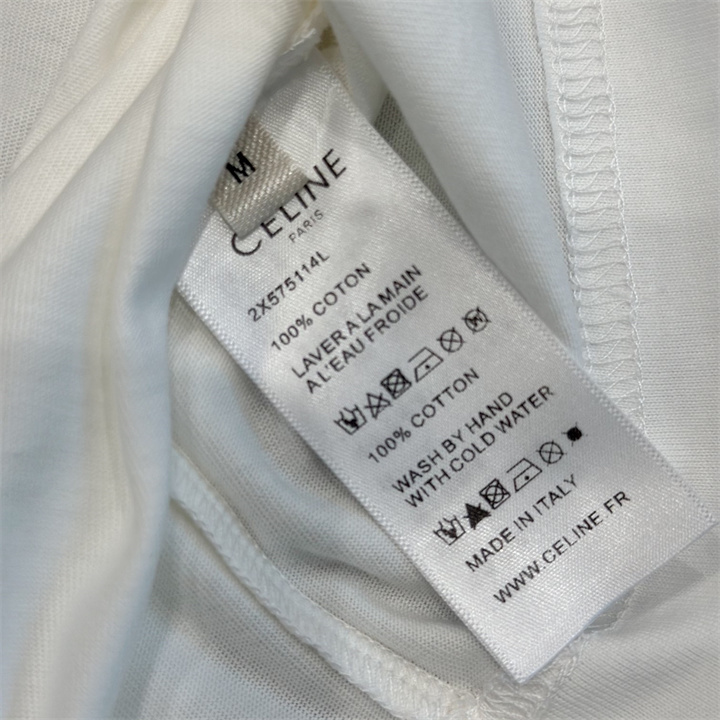 M
CELINE
PARIS
2X575114L
100% COTON
LAVER A LA MAIN
A L'EAU FROIDE
100% COTTON
WASH BY HAND
WITH COLD WATER
MADE IN ITALY
WWW.CELINE.FR